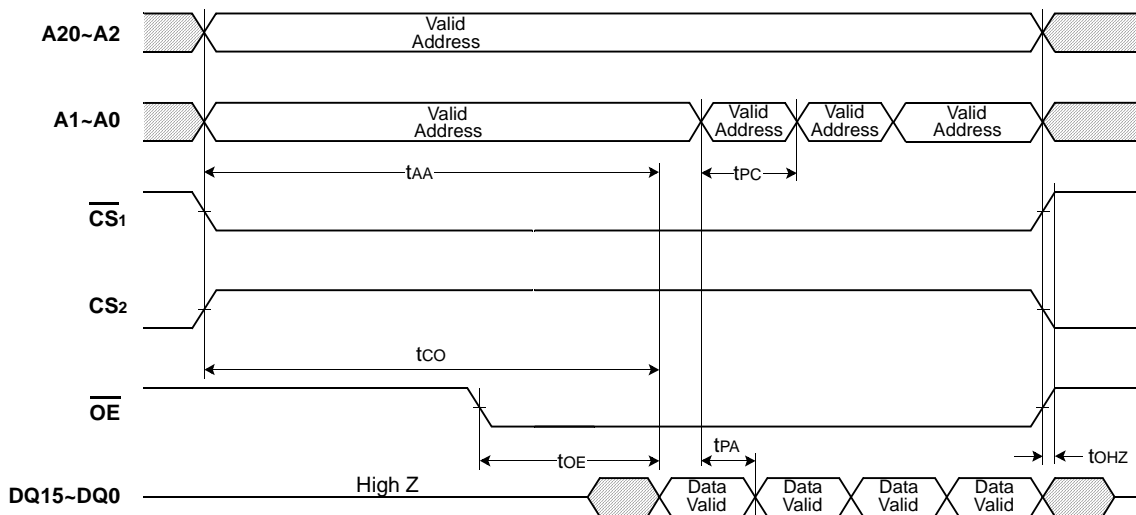 A20~A2
Valid
Address
A1~A0
Valid
Address
Valid
Address
Valid
Address
Valid
Address
tAA
tPC
CS1
CS2
tCO
OE
tOE
tPA
tOHZ
DQ15~DQ0
High Z
Data
Valid
Data
Valid
Data
Valid
Data
Valid